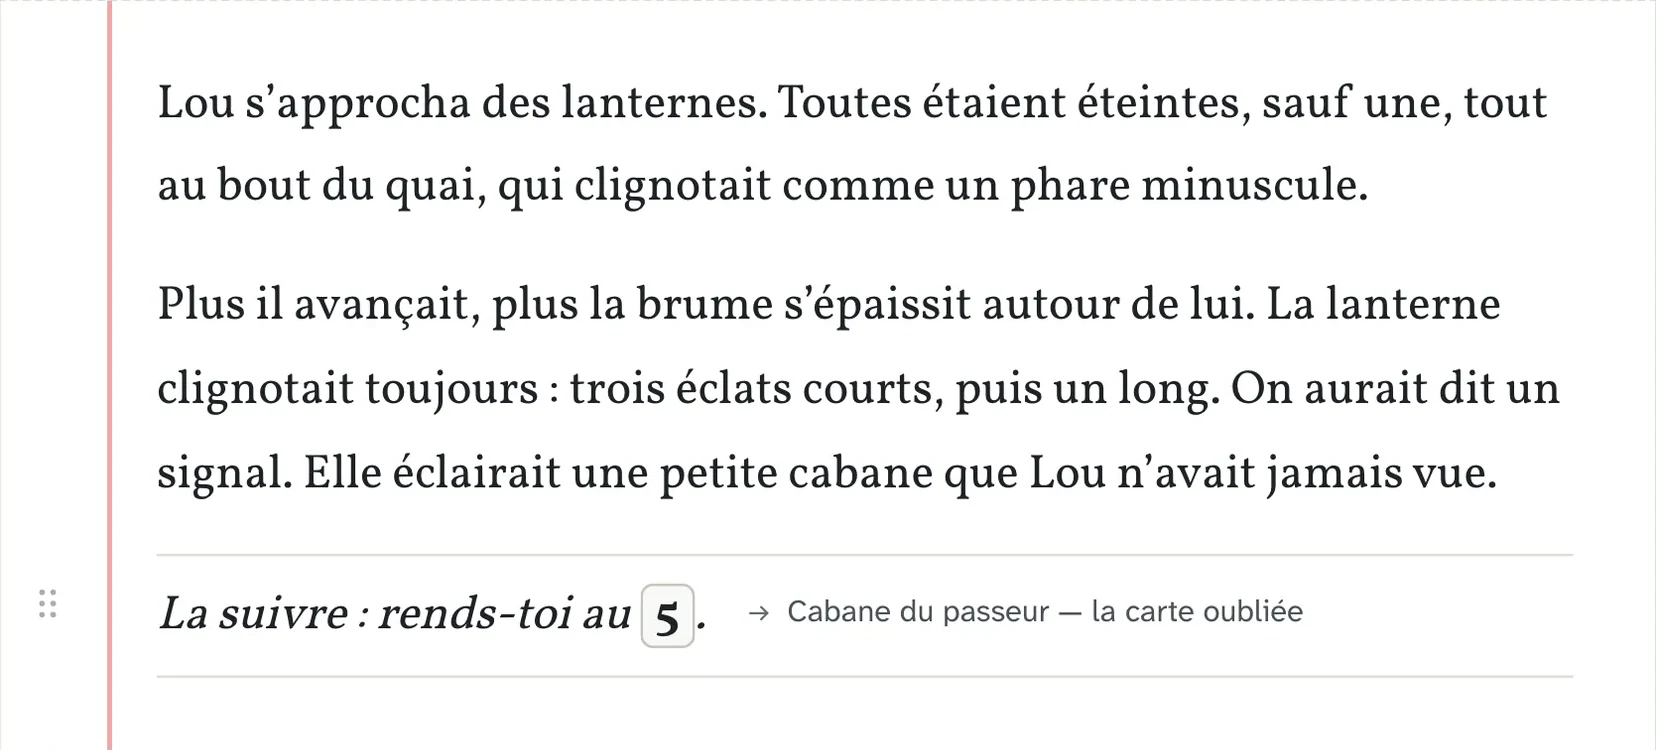 Lou s’approcha des lanternes. Toutes étaient éteintes, sauf une, tout
au bout du quai, qui clignotait comme un phare minuscule.
Plus il avançait, plus la brume s’épaissit autour de lui. La lanterne
clignotait toujours : trois éclats courts, puis un long. On aurait dit un
signal. Elle éclairait une petite cabane que Lou n’avait jamais vue.
La suivre : rends-toi au 5. → Cabane du passeur — la carte oubliée